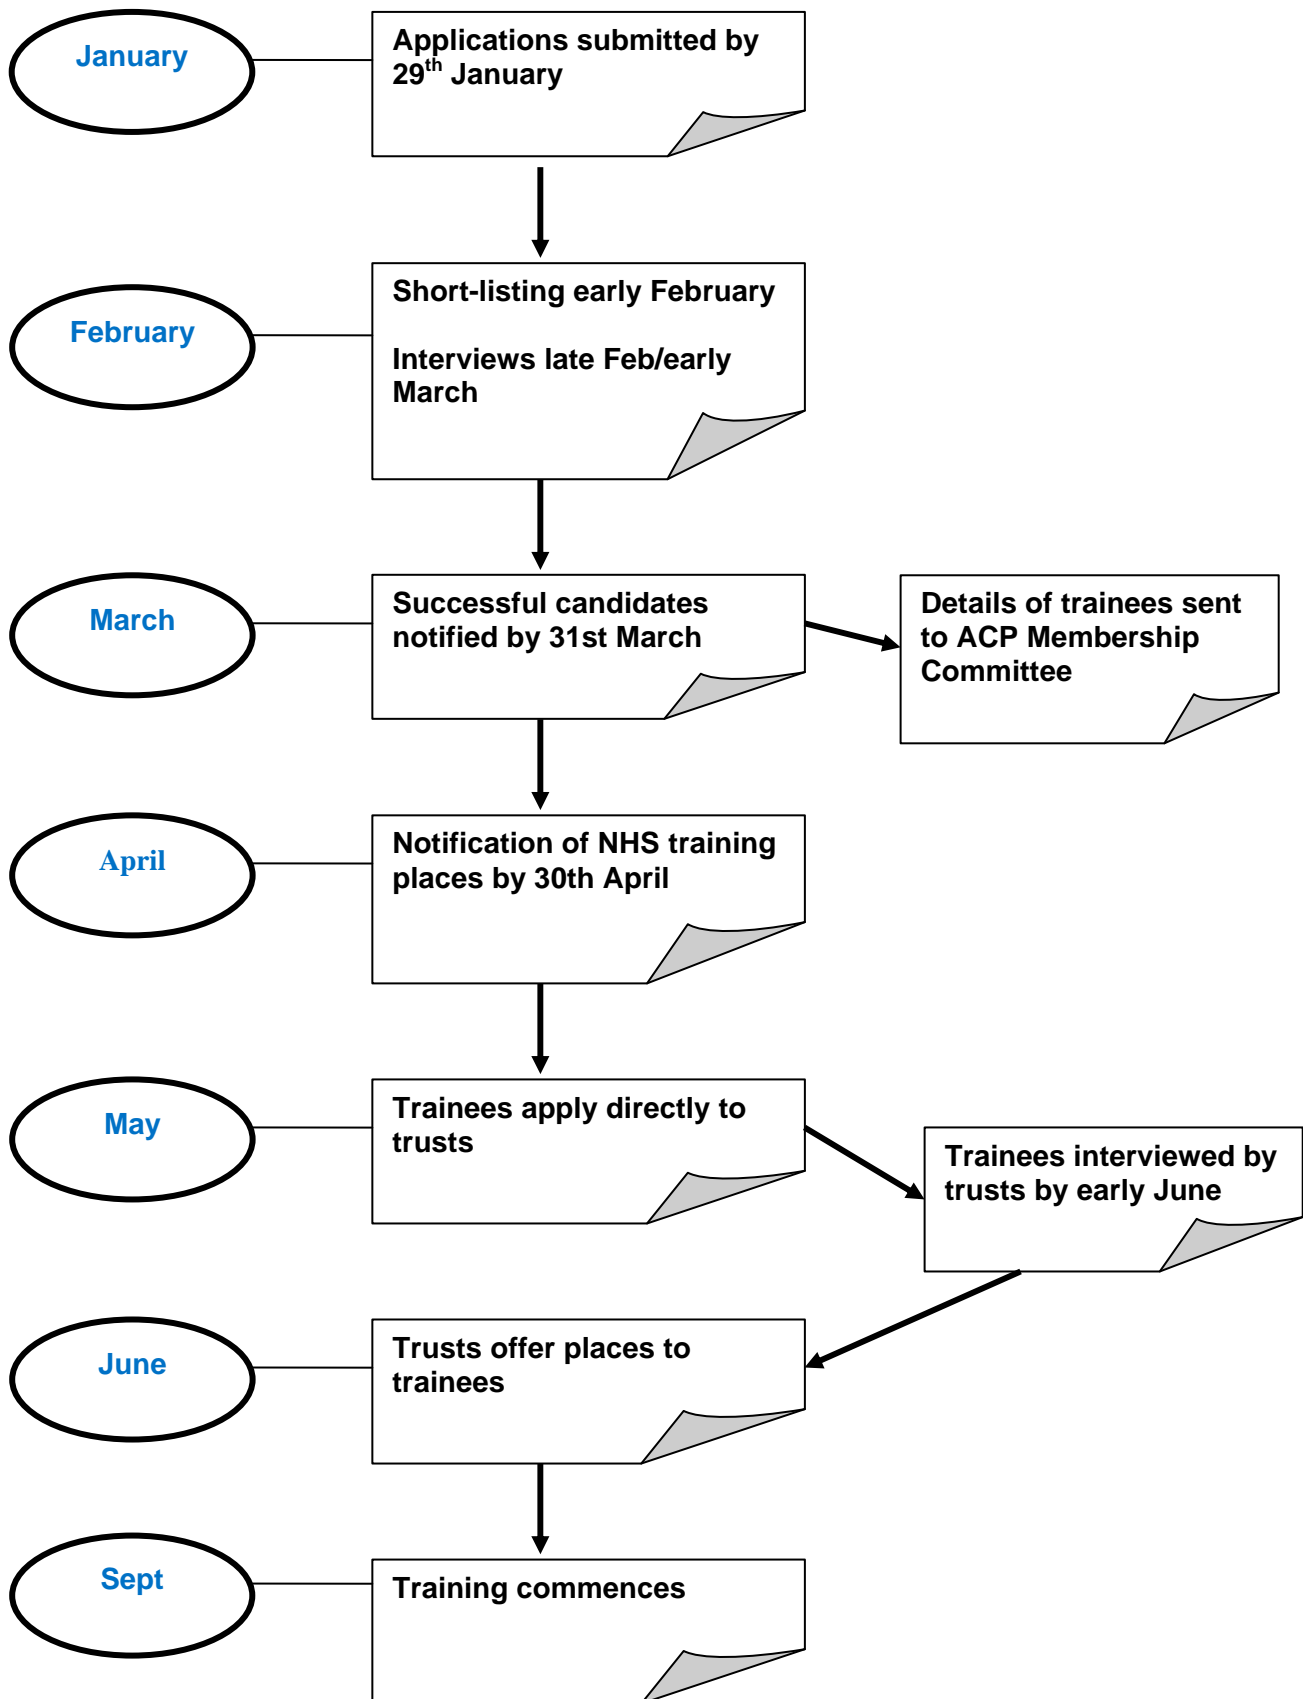 January
Applications submitted by
29th January
February
Short-listing early February
Interviews late Feb/early
March
March
Successful candidates
notified by 31st March
Details of trainees sent
to ACP Membership
Committee
April
Notification of NHS training
places by 30th April
May
Trainees apply directly to
trusts
Trainees interviewed by
trusts by early June
June
Trusts offer places to
trainees
Sept
Training commences